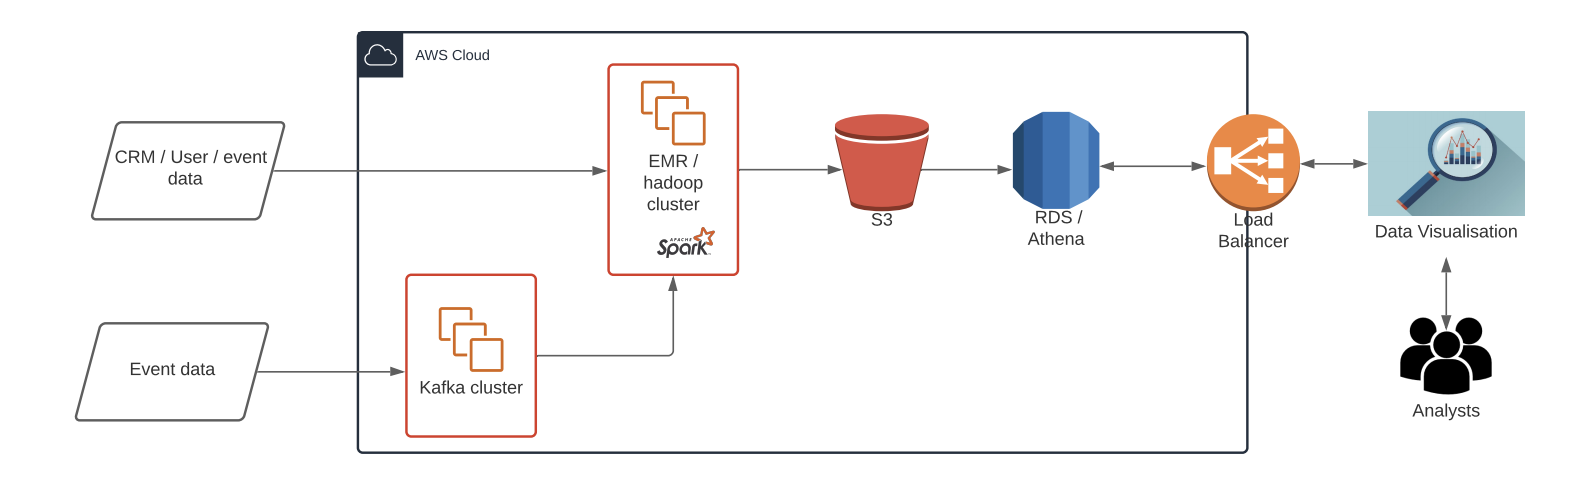 AWS Cloud
CRM / User / event
data
EMR /
hadoop
cluster
APACHE
Spark
S3
RDS /
Athena
Load
Balancer
Data Visualisation
Event data
Kafka cluster
Analysts